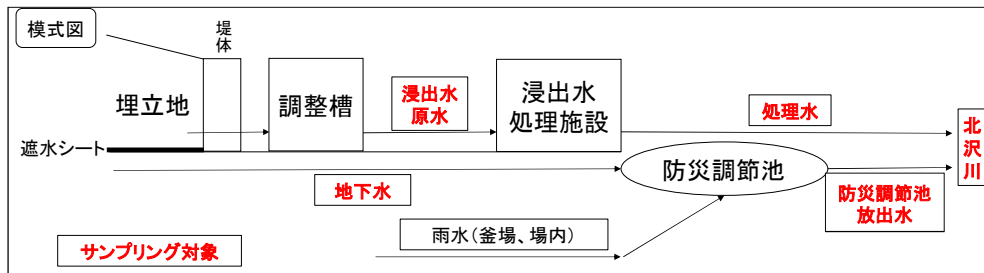 模式図
堤
体
埋立地
調整槽
浸出水
原水
浸出水
処理施設
処理水
北
沢
川
遮水シート
防災調節池
地下水
防災調節池
放出水
雨水（釜場、場内）
サンプリング対象